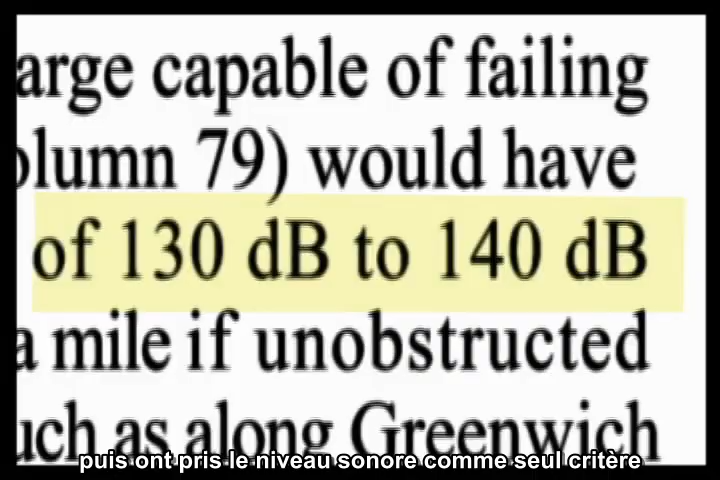 arge capable of failing
olumn 79) would have
of 130 dB to 140 dB
a mile if unobstructed
uch as along Greenwich
puis ont pris le niveau sonore comme seul critère